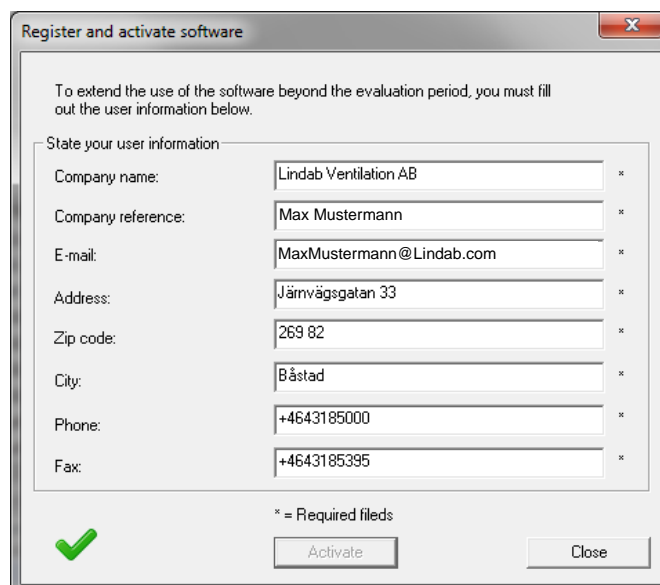 Register and activate software
To extend the use of the software beyond the evaluation period, you must fill
out the user information below.
State your user information
Company name: Lindab Ventilation AB *
Company reference: Max Mustermann *
E-mail: MaxMustermann@Lindab.com *
Address: Järnvägsgatan 33 *
Zip code: 269 82 *
City: Båstad *
Phone: +4643185000 *
Fax: +4643185395 *
* = Required fileds
Activate Close